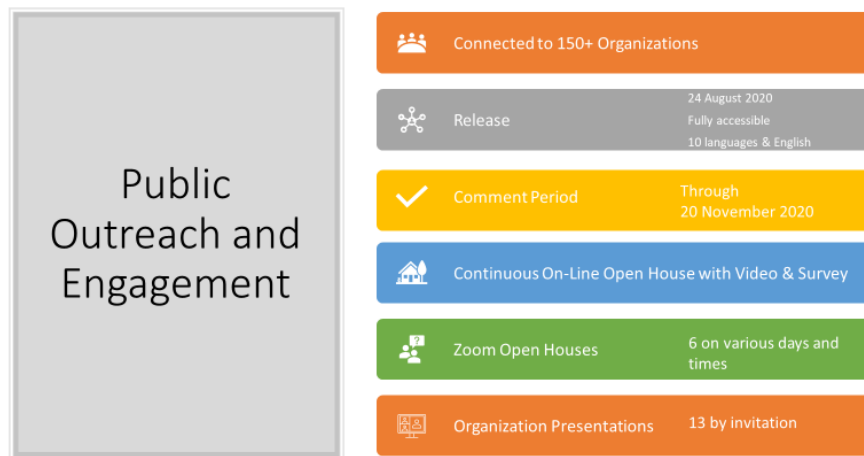 Public
Outreach and
Engagement
Connected to 150+ Organizations
Release
24 August 2020
Fully accessible
10 languages & English
Comment Period
Through
20 November 2020
Continuous On-Line Open House with Video & Survey
Zoom Open Houses
6 on various days and
times
Organization Presentations
13 by invitation